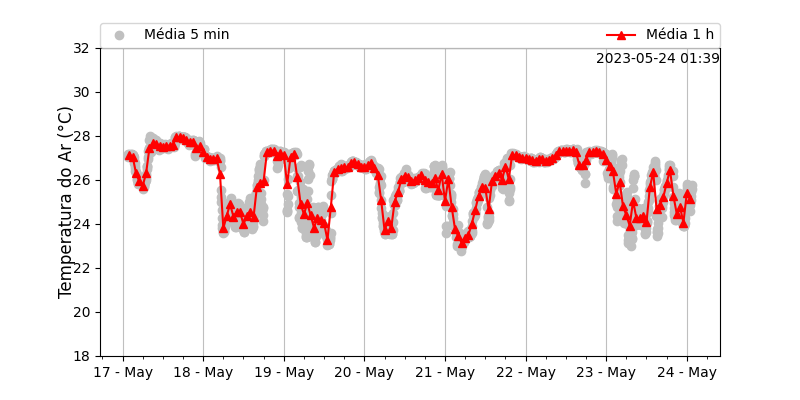 Média 5 min
Média 1 h
2023-05-24 01:39
Temperatura do Ar (°C)
32
30
28
26
24
22
20
18
17 - May
18 - May
19 - May
20 - May
21 - May
22 - May
23 - May
24 - May